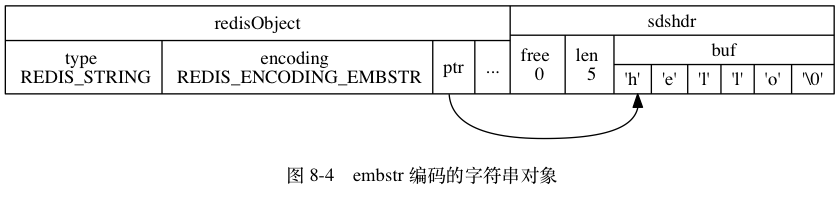 redisObject
sdshdr
type
REDIS_STRING
encoding
REDIS_ENCODING_EMBSTR
ptr
...
free
0
len
5
buf
'h' 'e' 'l' 'l' 'o' '\0'
图 8-4 embstr 编码的字符串对象